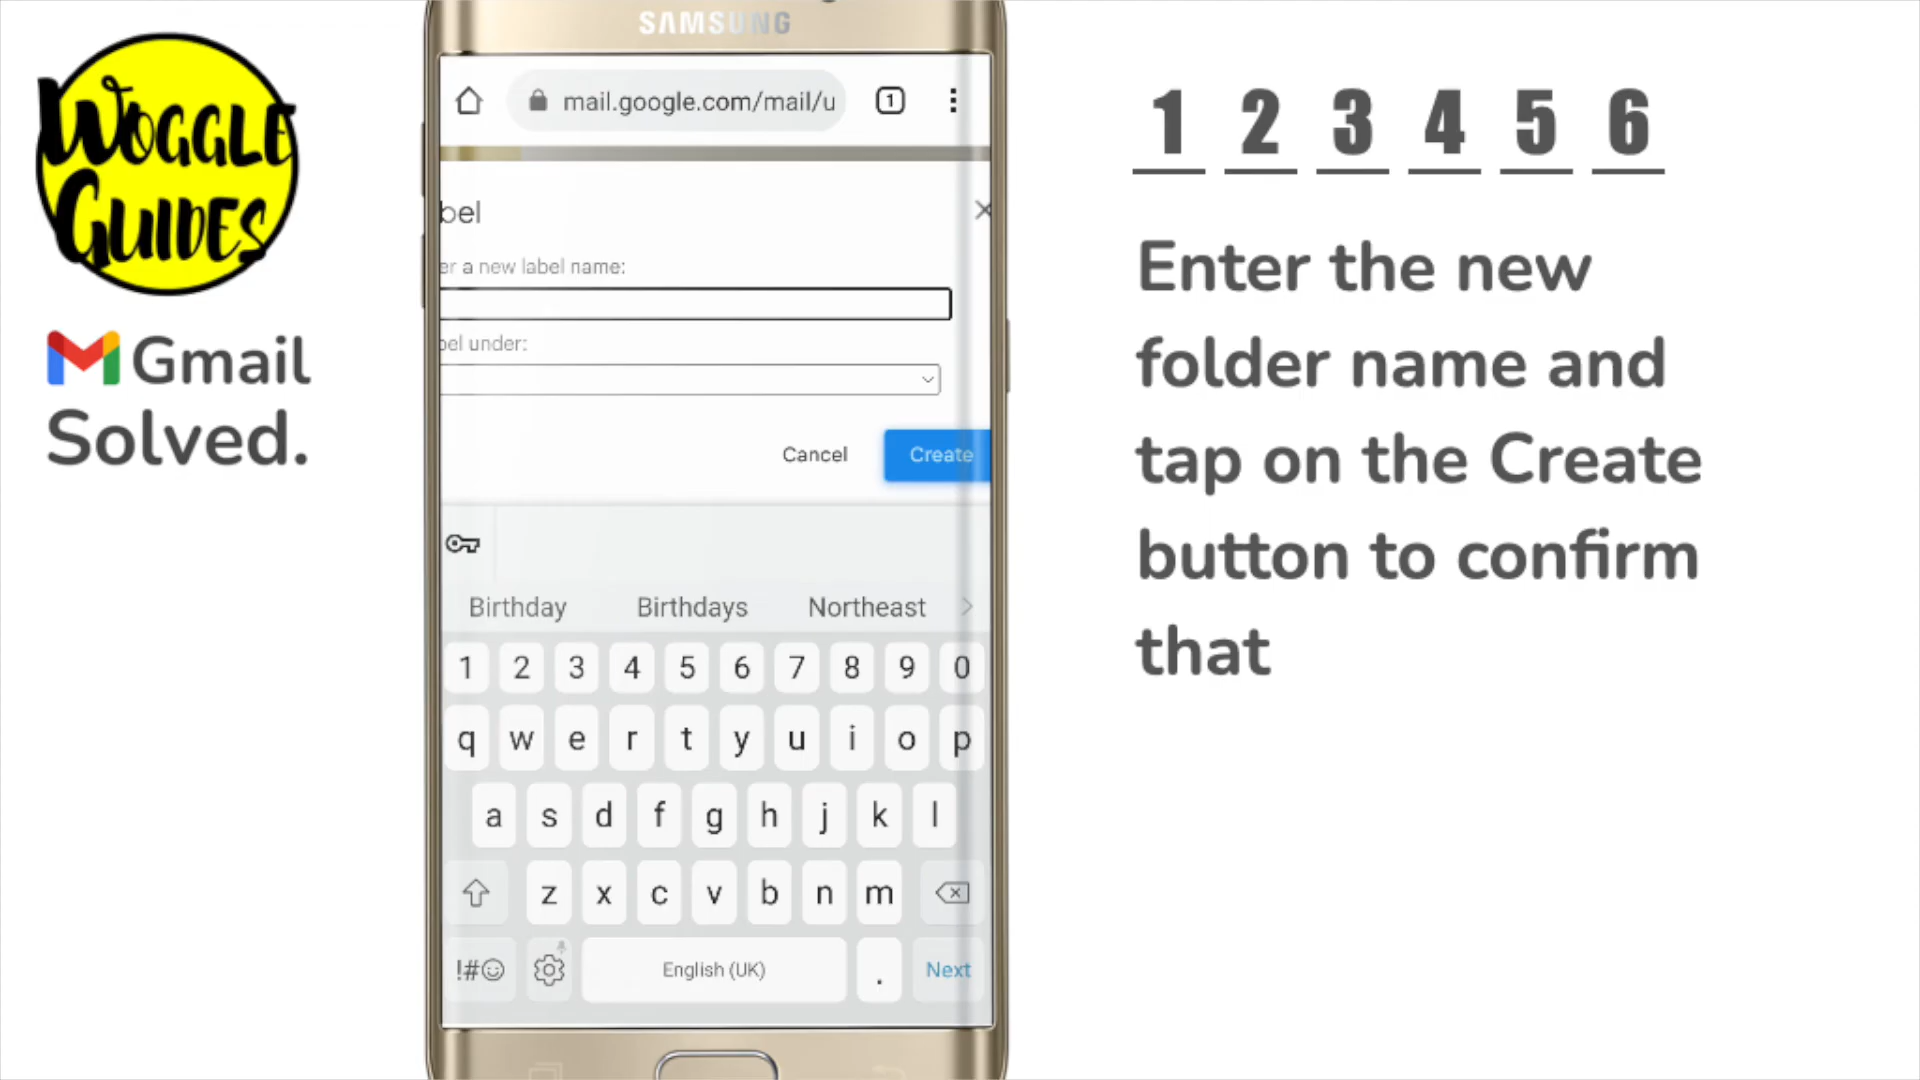 WOGGLE
GUIDES
Gmail
Solved.
SAMSUNG
mail.google.com/mail/u
1
bel
er a new label name:
bel under:
Cancel
Create
Birthday Birthdays Northeast
1 2 3 4 5 6 7 8 9 0
q w e r t y u i o p
a s d f g h j k l
z x c v b n m
!#☺ English (UK) . Next
1 2 3 4 5 6
Enter the new
folder name and
tap on the Create
button to confirm
that